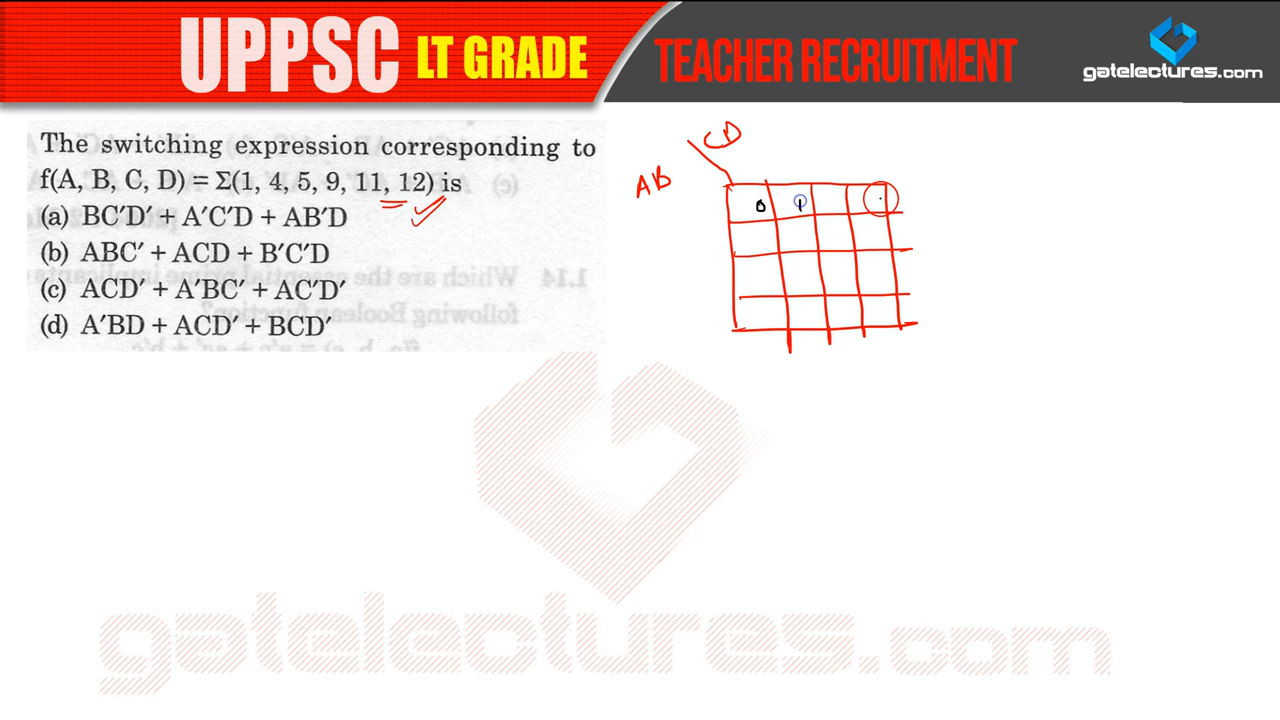 UPPSC LT GRADE TEACHER RECRUITMENT
gatelectures.com
The switching expression corresponding to
f(A, B, C, D) = Σ(1, 4, 5, 9, 11, 12) is
(a) BC′D′ + A′C′D + AB′D
(b) ABC′ + ACD + B′C′D
(c) ACD′ + A′BC′ + AC′D′
(d) A′BD + ACD′ + BCD′
CD
AB
0 1
gatelectures.com